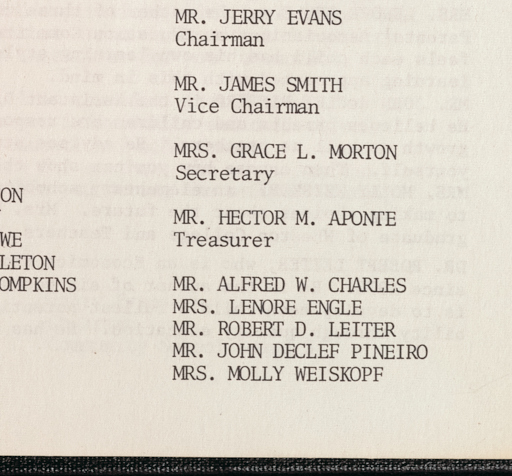 MR. JERRY EVANS
Chairman
MR. JAMES SMITH
Vice Chairman
MRS. GRACE L. MORTON
Secretary
ON
MR. HECTOR M. APONTE
WE
Treasurer
LETON
OMPKINS
MR. ALFRED W. CHARLES
MRS. LENORE ENGLE
MR. ROBERT D. LEITER
MR. JOHN DECLEF PINEIRO
MRS. MOLLY WEISKOPF